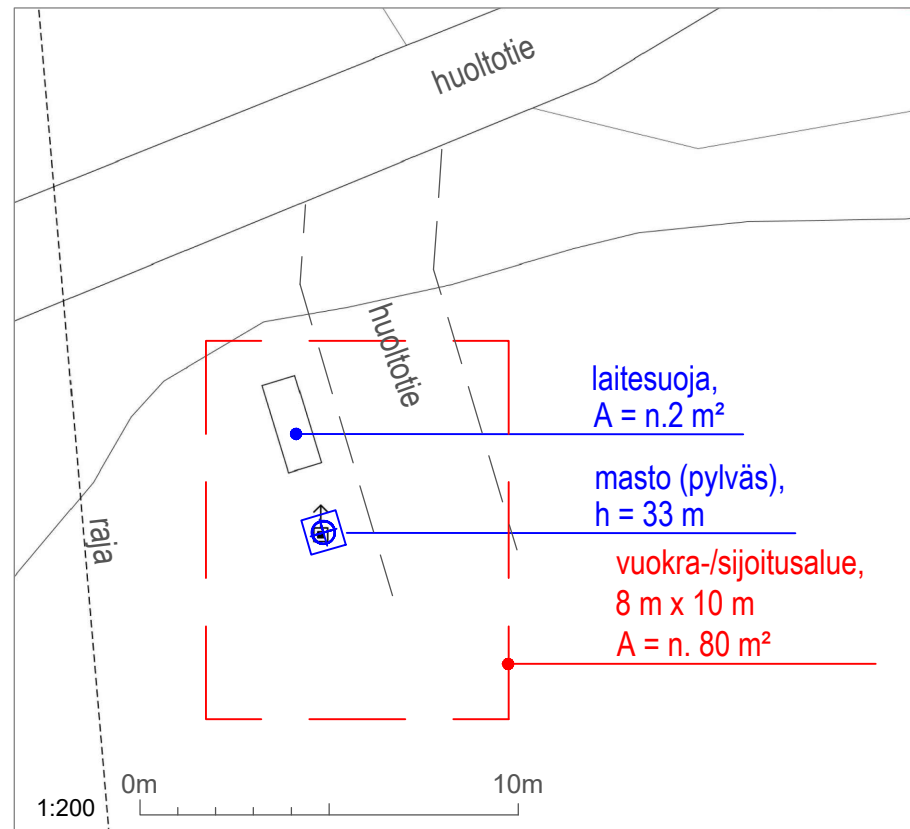 huoltotie
huoltotie
laitesuoja,
A = n.2 m²
masto (pylväs),
h = 33 m
raja
vuokra-/sijoitusalue,
8 m x 10 m
A = n. 80 m²
0m 10m
1:200